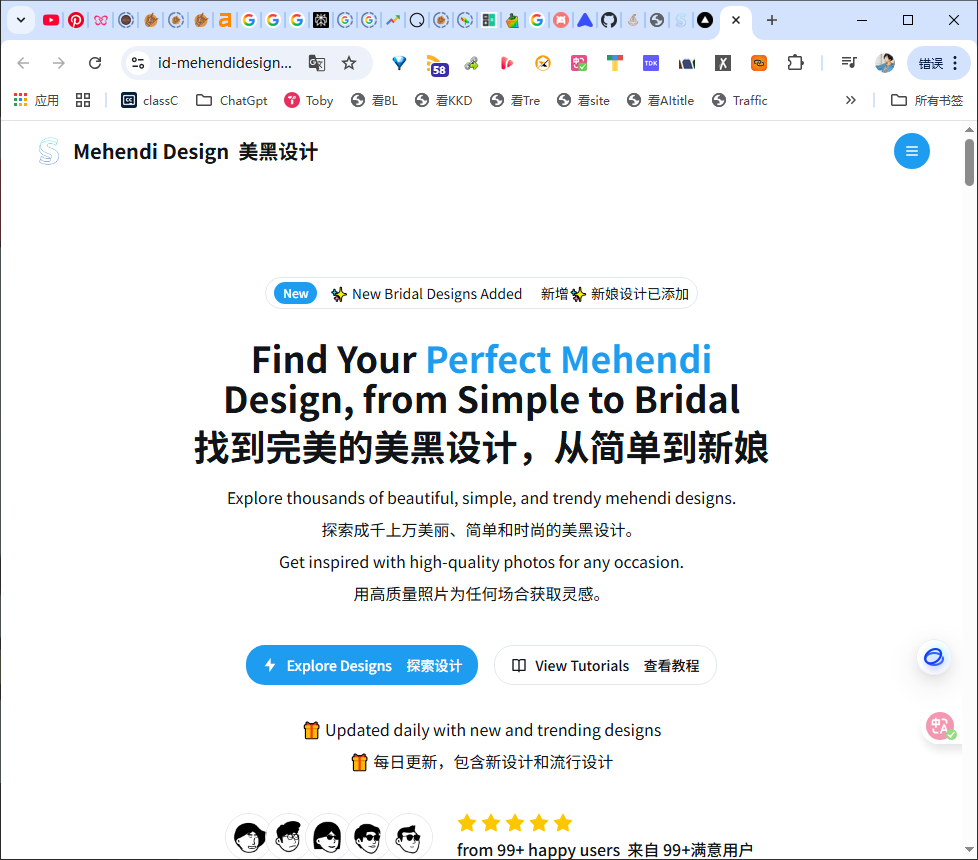 58
TDK
id-mehendidesign...
错误
应用
classC
ChatGpt
Toby
看BL
看KKD
看Tre
看site
看AItitle
Traffic
所有书签
Mehendi Design 美黑设计
New ✨ New Bridal Designs Added 新增✨ 新娘设计已添加
Find Your Perfect Mehendi
Design, from Simple to Bridal
找到完美的美黑设计，从简单到新娘
Explore thousands of beautiful, simple, and trendy mehendi designs.
探索成千上万美丽、简单和时尚的美黑设计。
Get inspired with high-quality photos for any occasion.
用高质量照片为任何场合获取灵感。
Explore Designs 探索设计
View Tutorials 查看教程
🎁 Updated daily with new and trending designs
🎁 每日更新，包含新设计和流行设计
from 99+ happy users 来自 99+满意用户